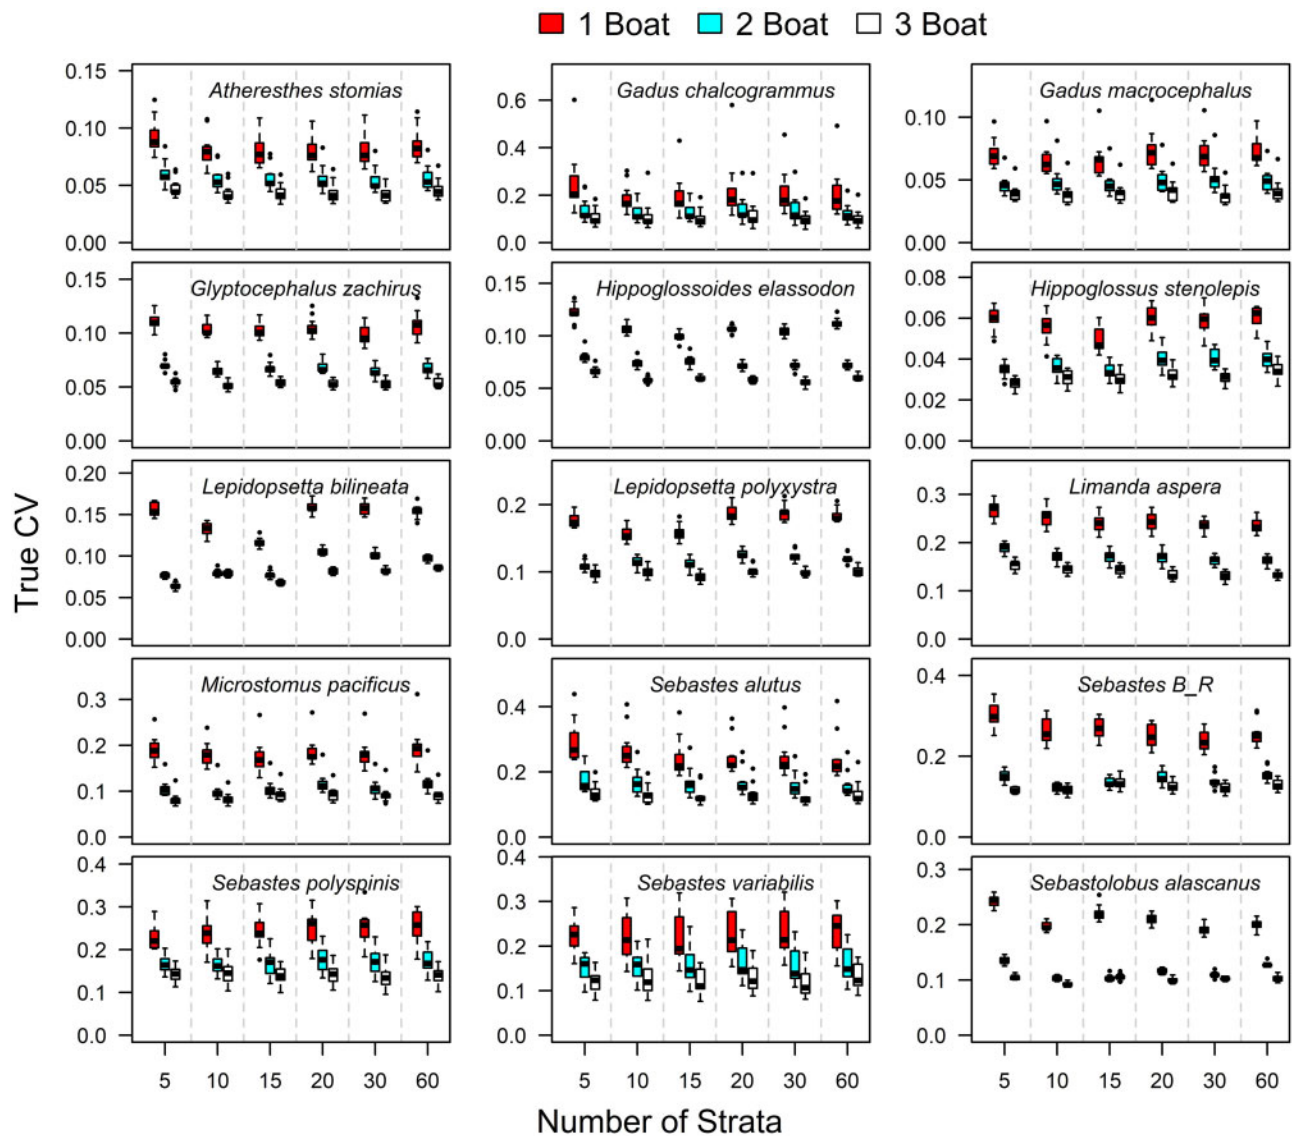 1 Boat 2 Boat 3 Boat
Atheresthes stomias
0.15
0.10
0.05
0.00
Gadus chalcogrammus
0.6
0.4
0.2
0.0
Gadus macrocephalus
0.10
0.05
0.00
Glyptocephalus zachirus
0.15
0.10
0.05
0.00
Hippoglossoides elassodon
0.15
0.10
0.05
0.00
Hippoglossus stenolepis
0.08
0.06
0.04
0.02
0.00
Lepidopsetta bilineata
0.20
0.15
0.10
0.05
0.00
Lepidopsetta polyxystra
0.2
0.1
0.0
Limanda aspera
0.3
0.2
0.1
0.0
Microstomus pacificus
0.3
0.2
0.1
0.0
Sebastes alutus
0.4
0.2
0.0
Sebastes B_R
0.4
0.2
0.0
Sebastes polyspinis
0.4
0.3
0.2
0.1
0.0
Sebastes variabilis
0.4
0.3
0.2
0.1
0.0
Sebastolobus alascanus
0.3
0.2
0.1
0.0
True CV
5 10 15 20 30 60
5 10 15 20 30 60
5 10 15 20 30 60
Number of Strata